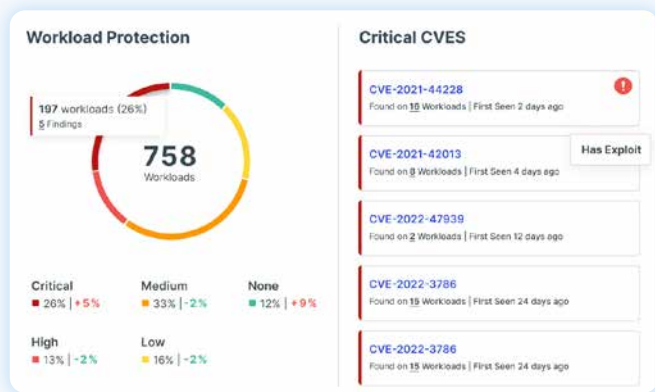 Workload Protection
197 workloads (26%)
5 Findings
758
Workloads
Critical
26% | +5%
Medium
33% | -2%
None
12% | +9%
High
13% | -2%
Low
16% | -2%
Critical CVES
CVE-2021-44228
Found on 10 Workloads | First Seen 2 days ago
Has Exploit
CVE-2021-42013
Found on 8 Workloads | First Seen 4 days ago
CVE-2022-47939
Found on 2 Workloads | First Seen 12 days ago
CVE-2022-3786
Found on 15 Workloads | First Seen 24 days ago
CVE-2022-3786
Found on 15 Workloads | First Seen 24 days ago